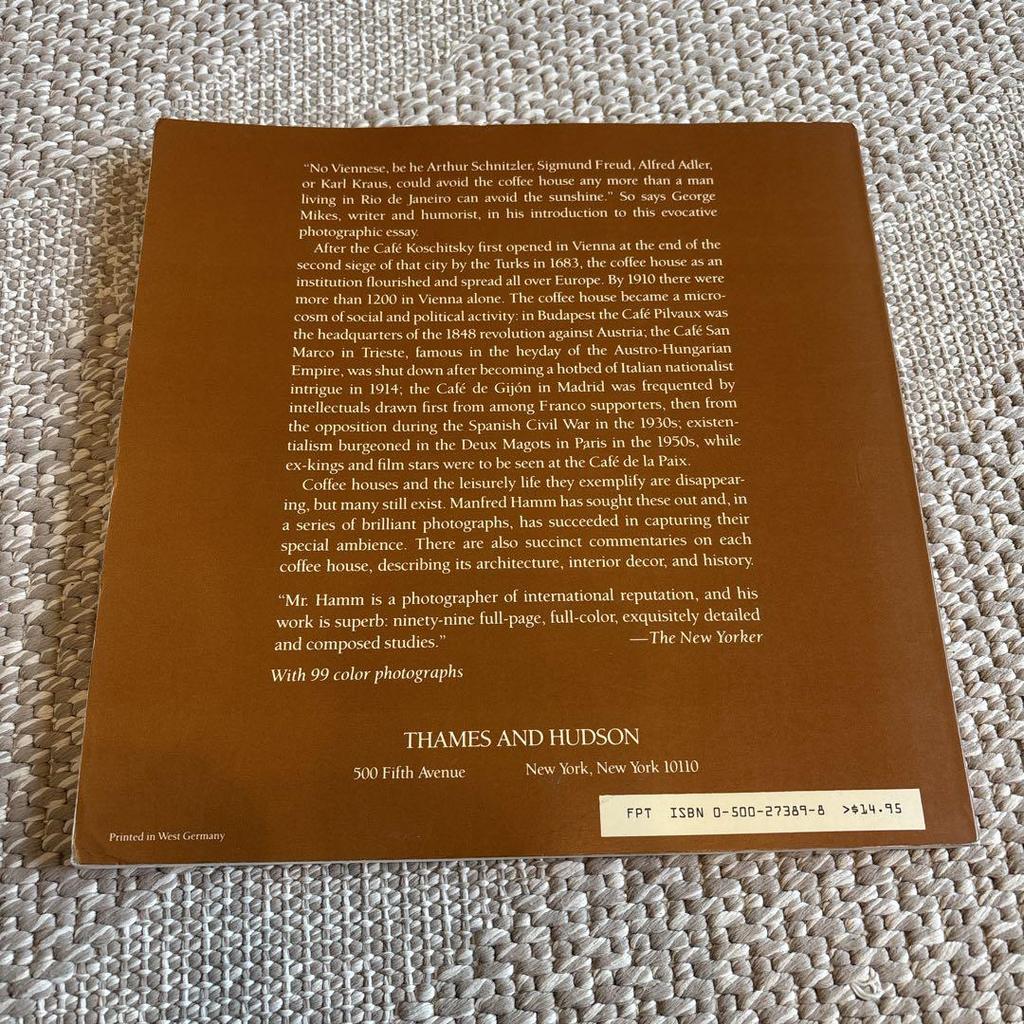 “No Viennese, be he Arthur Schnitzler, Sigmund Freud, Alfred Adler,
or Karl Kraus, could avoid the coffee house any more than a man
living in Rio de Janeiro can avoid the sunshine.” So says George
Mikes, writer and humorist, in his introduction to this evocative
photographic essay.
After the Café Koschitsky first opened in Vienna at the end of the
second siege of that city by the Turks in 1683, the coffee house as an
institution flourished and spread all over Europe. By 1910 there were
more than 1200 in Vienna alone. The coffee house became a micro-
cosm of social and political activity: in Budapest the Café Pilvaux was
the headquarters of the 1848 revolution against Austria; the Café San
Marco in Trieste, famous in the heyday of the Austro-Hungarian
Empire, was shut down after becoming a hotbed of Italian nationalist
intrigue in 1914; the Café de Gijón in Madrid was frequented by
intellectuals drawn first from among Franco supporters, then from
the opposition during the Spanish Civil War in the 1930s; existen-
tialism burgeoned in the Deux Magots in Paris in the 1950s, while
ex-kings and film stars were to be seen at the Café de la Paix.
Coffee houses and the leisurely life they exemplify are disappear-
ing, but many still exist. Manfred Hamm has sought these out and, in
a series of brilliant photographs, has succeeded in capturing their
special ambience. There are also succinct commentaries on each
coffee house, describing its architecture, interior decor, and history.
“Mr. Hamm is a photographer of international reputation, and his
work is superb: ninety-nine full-page, full-color, exquisitely detailed
and composed studies.” —The New Yorker
With 99 color photographs
THAMES AND HUDSON
500 Fifth Avenue New York, New York 10110
FPT ISBN 0-500-27389-8 >$14.95
Printed in West Germany